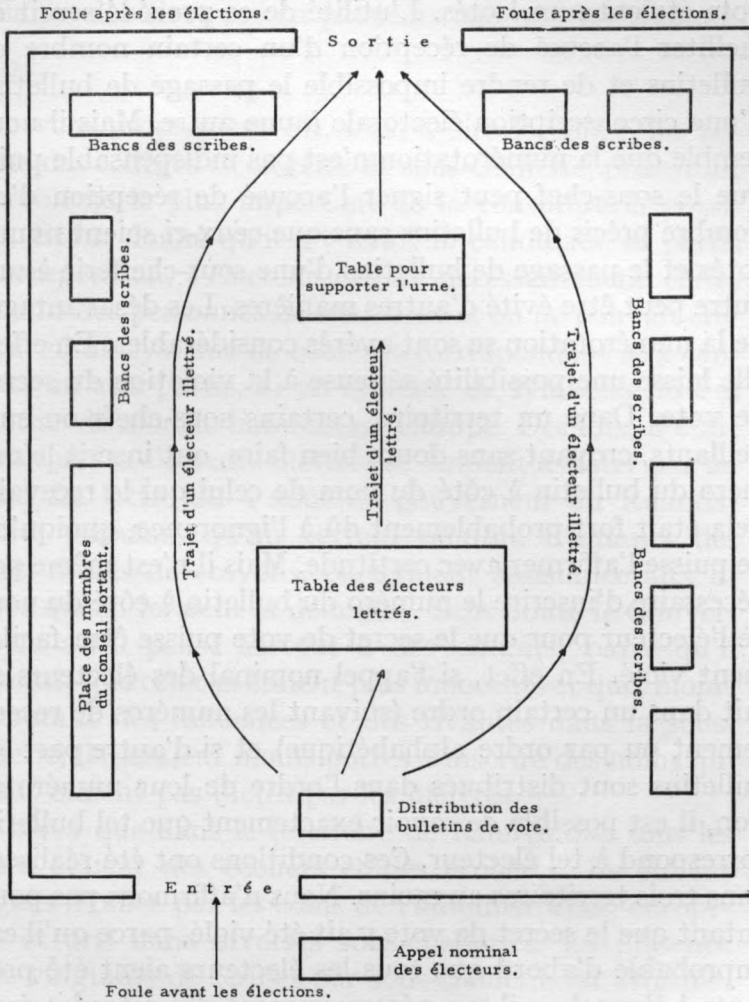 Foule après les élections.
Foule après les élections.
Sortie
Bancs des scribes.
Bancs des scribes.
Table pour
supporter l'urne.
Bancs des scribes.
Bancs des scribes.
Trajet d'un électeur illettré.
Trajet d'un électeur
lettré.
Trajet d'un électeur illettré.
Table des électeurs
lettrés.
Place des membres
du conseil sortant.
Bancs des scribes.
Distribution des
bulletins de vote.
Entrée
Appel nominal
des électeurs.
Foule avant les élections.